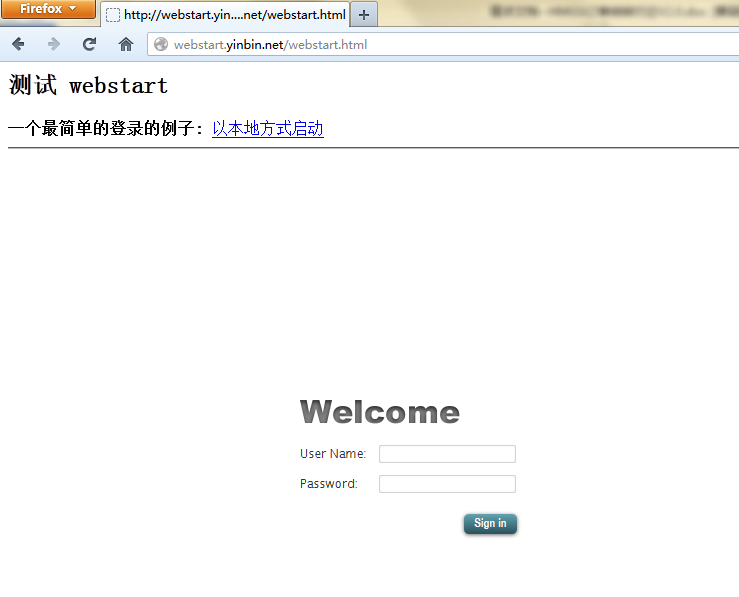 Firefox
http://webstart.yin....net/webstart.html
webstart.yinbin.net/webstart.html
测试 webstart
一个最简单的登录的例子：以本地方式启动
Welcome
User Name:
Password:
Sign in